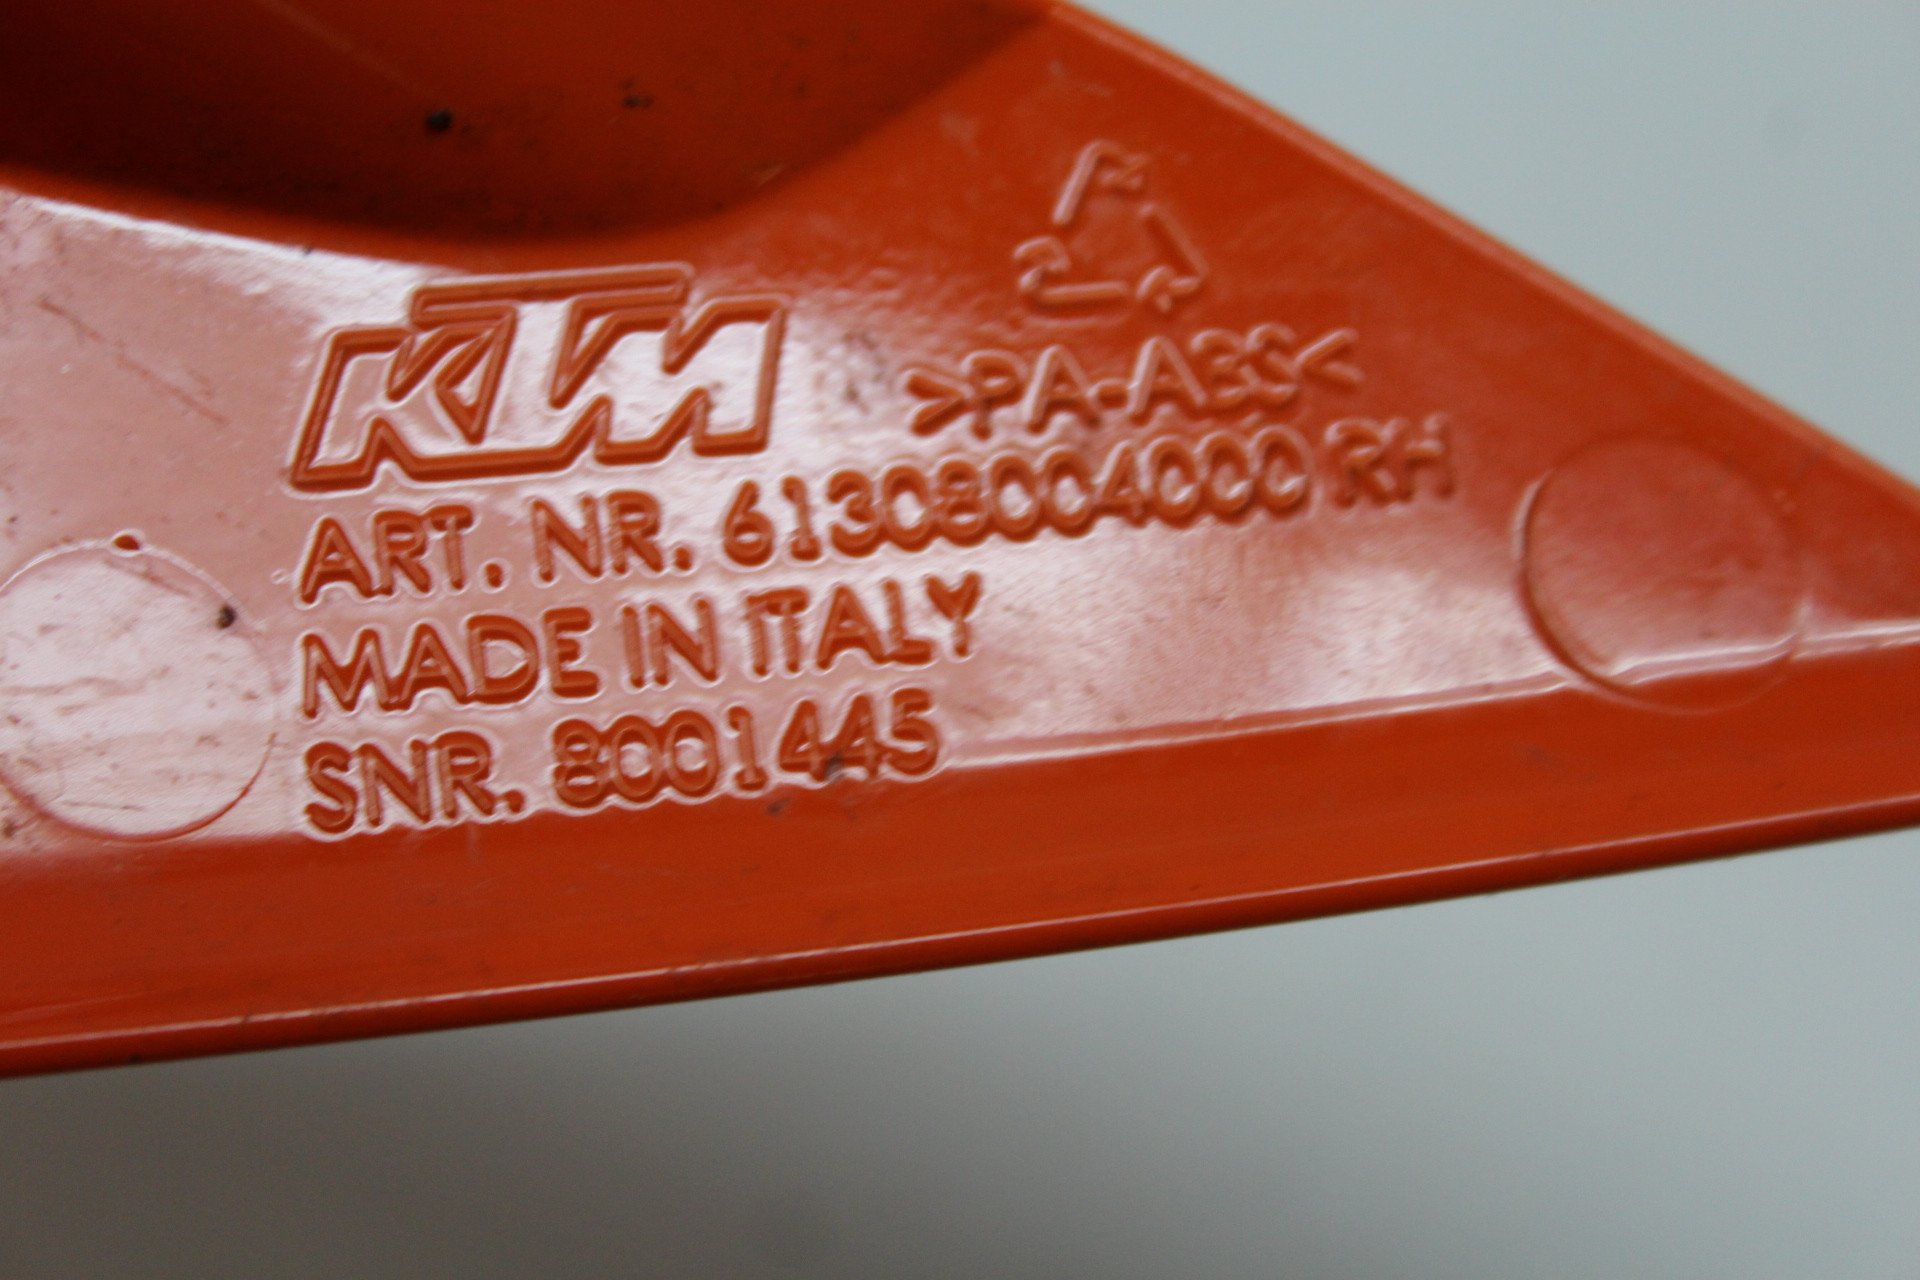 KTM
>PA-ABS<
ART. NR. 61308004000 RH
MADE IN ITALY
SNR. 8001445